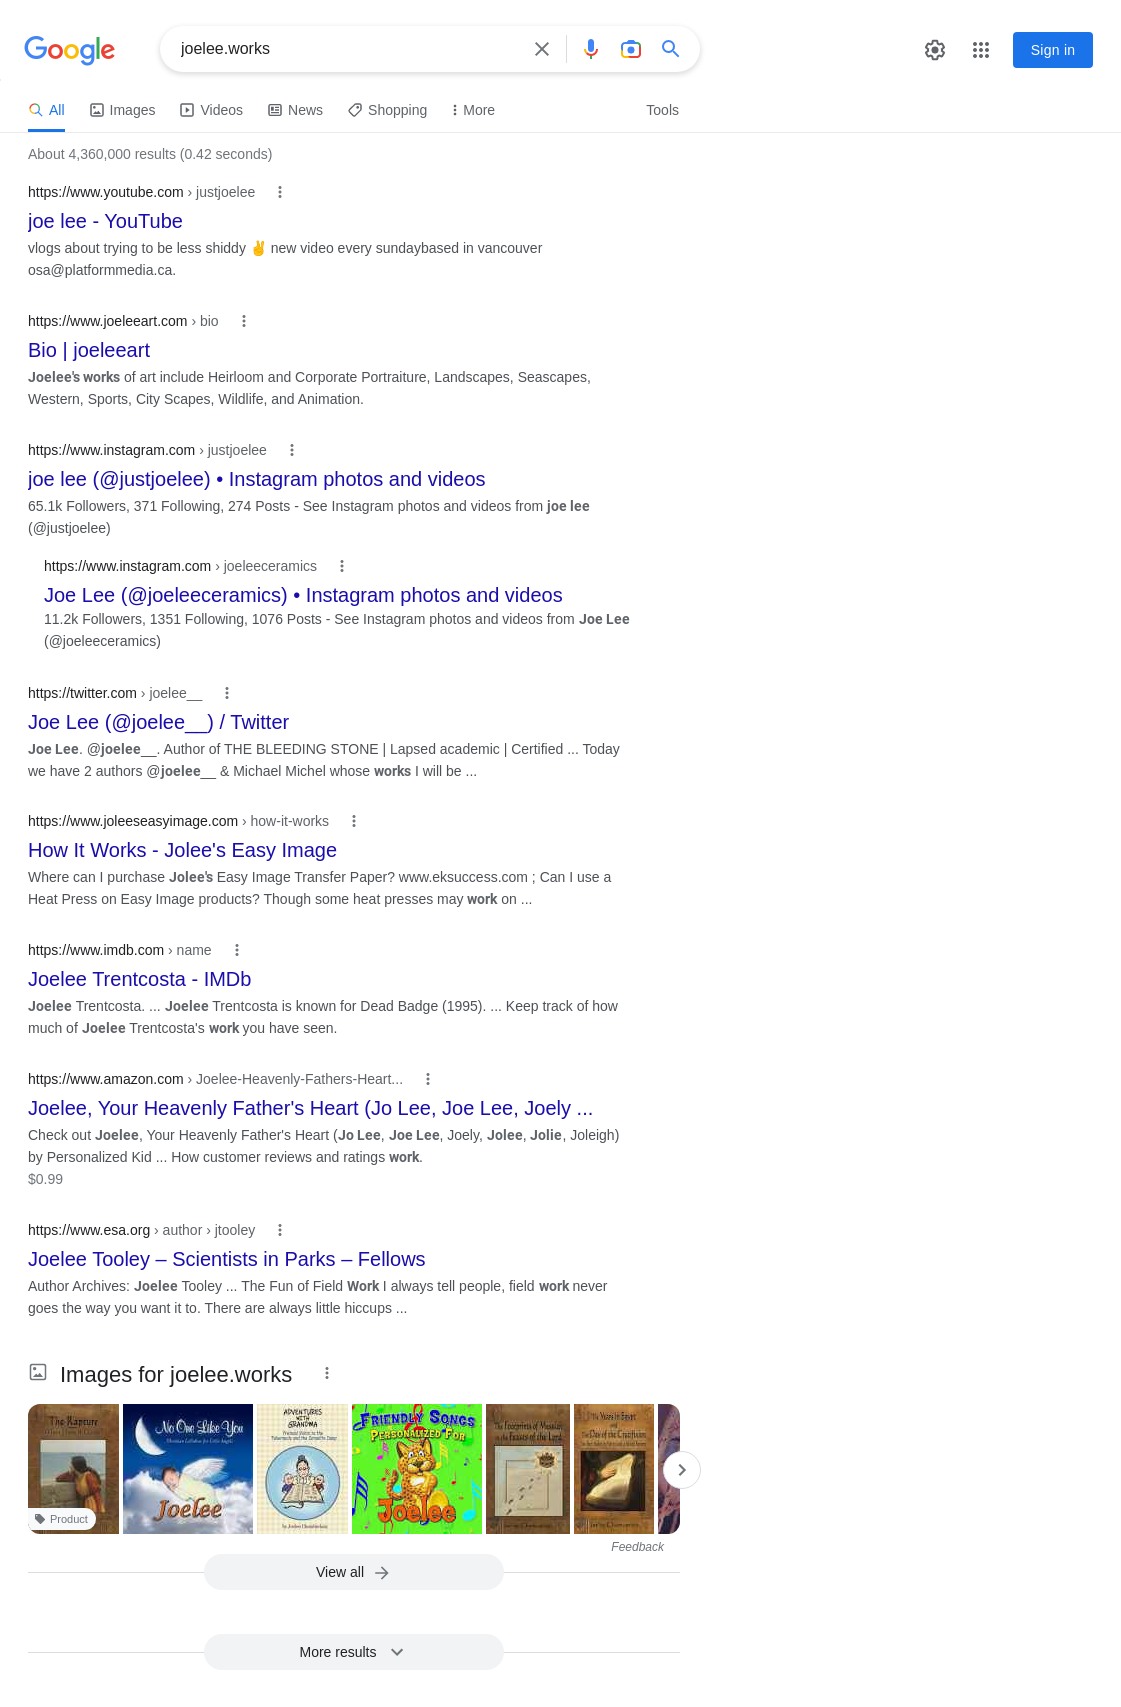 Google
joelee.works
Sign in
All
Images
Videos
News
Shopping
More
Tools
About 4,360,000 results (0.42 seconds)
https://www.youtube.com › justjoelee
joe lee - YouTube
vlogs about trying to be less shiddy ✌️ new video every sundaybased in vancouver
osa@platformmedia.ca.
https://www.joeleeart.com › bio
Bio | joeleeart
Joelee's works of art include Heirloom and Corporate Portraiture, Landscapes, Seascapes,
Western, Sports, City Scapes, Wildlife, and Animation.
https://www.instagram.com › justjoelee
joe lee (@justjoelee) • Instagram photos and videos
65.1k Followers, 371 Following, 274 Posts - See Instagram photos and videos from joe lee
(@justjoelee)
https://www.instagram.com › joeleeceramics
Joe Lee (@joeleeceramics) • Instagram photos and videos
11.2k Followers, 1351 Following, 1076 Posts - See Instagram photos and videos from Joe Lee
(@joeleeceramics)
https://twitter.com › joelee__
Joe Lee (@joelee__) / Twitter
Joe Lee. @joelee__. Author of THE BLEEDING STONE | Lapsed academic | Certified ... Today
we have 2 authors @joelee__ & Michael Michel whose works I will be ...
https://www.joleeseasyimage.com › how-it-works
How It Works - Jolee's Easy Image
Where can I purchase Jolee's Easy Image Transfer Paper? www.eksuccess.com ; Can I use a
Heat Press on Easy Image products? Though some heat presses may work on ...
https://www.imdb.com › name
Joelee Trentcosta - IMDb
Joelee Trentcosta. ... Joelee Trentcosta is known for Dead Badge (1995). ... Keep track of how
much of Joelee Trentcosta's work you have seen.
https://www.amazon.com › Joelee-Heavenly-Fathers-Heart...
Joelee, Your Heavenly Father's Heart (Jo Lee, Joe Lee, Joely ...
Check out Joelee, Your Heavenly Father's Heart (Jo Lee, Joe Lee, Joely, Jolee, Jolie, Joleigh)
by Personalized Kid ... How customer reviews and ratings work.
$0.99
https://www.esa.org › author › jtooley
Joelee Tooley – Scientists in Parks – Fellows
Author Archives: Joelee Tooley ... The Fun of Field Work I always tell people, field work never
goes the way you want it to. There are always little hiccups ...
Images for joelee.works
The Rapture
Product
No One Like You
Joelee
ADVENTURES
WITH
GRANDMA
FRIENDLY SONGS
PERSONALIZED FOR
Joelee
The Footprints of Messiah
in the Feasts of the Lord
The Years in Egypt
and
The Day of the Crucifixion
Feedback
View all
More results